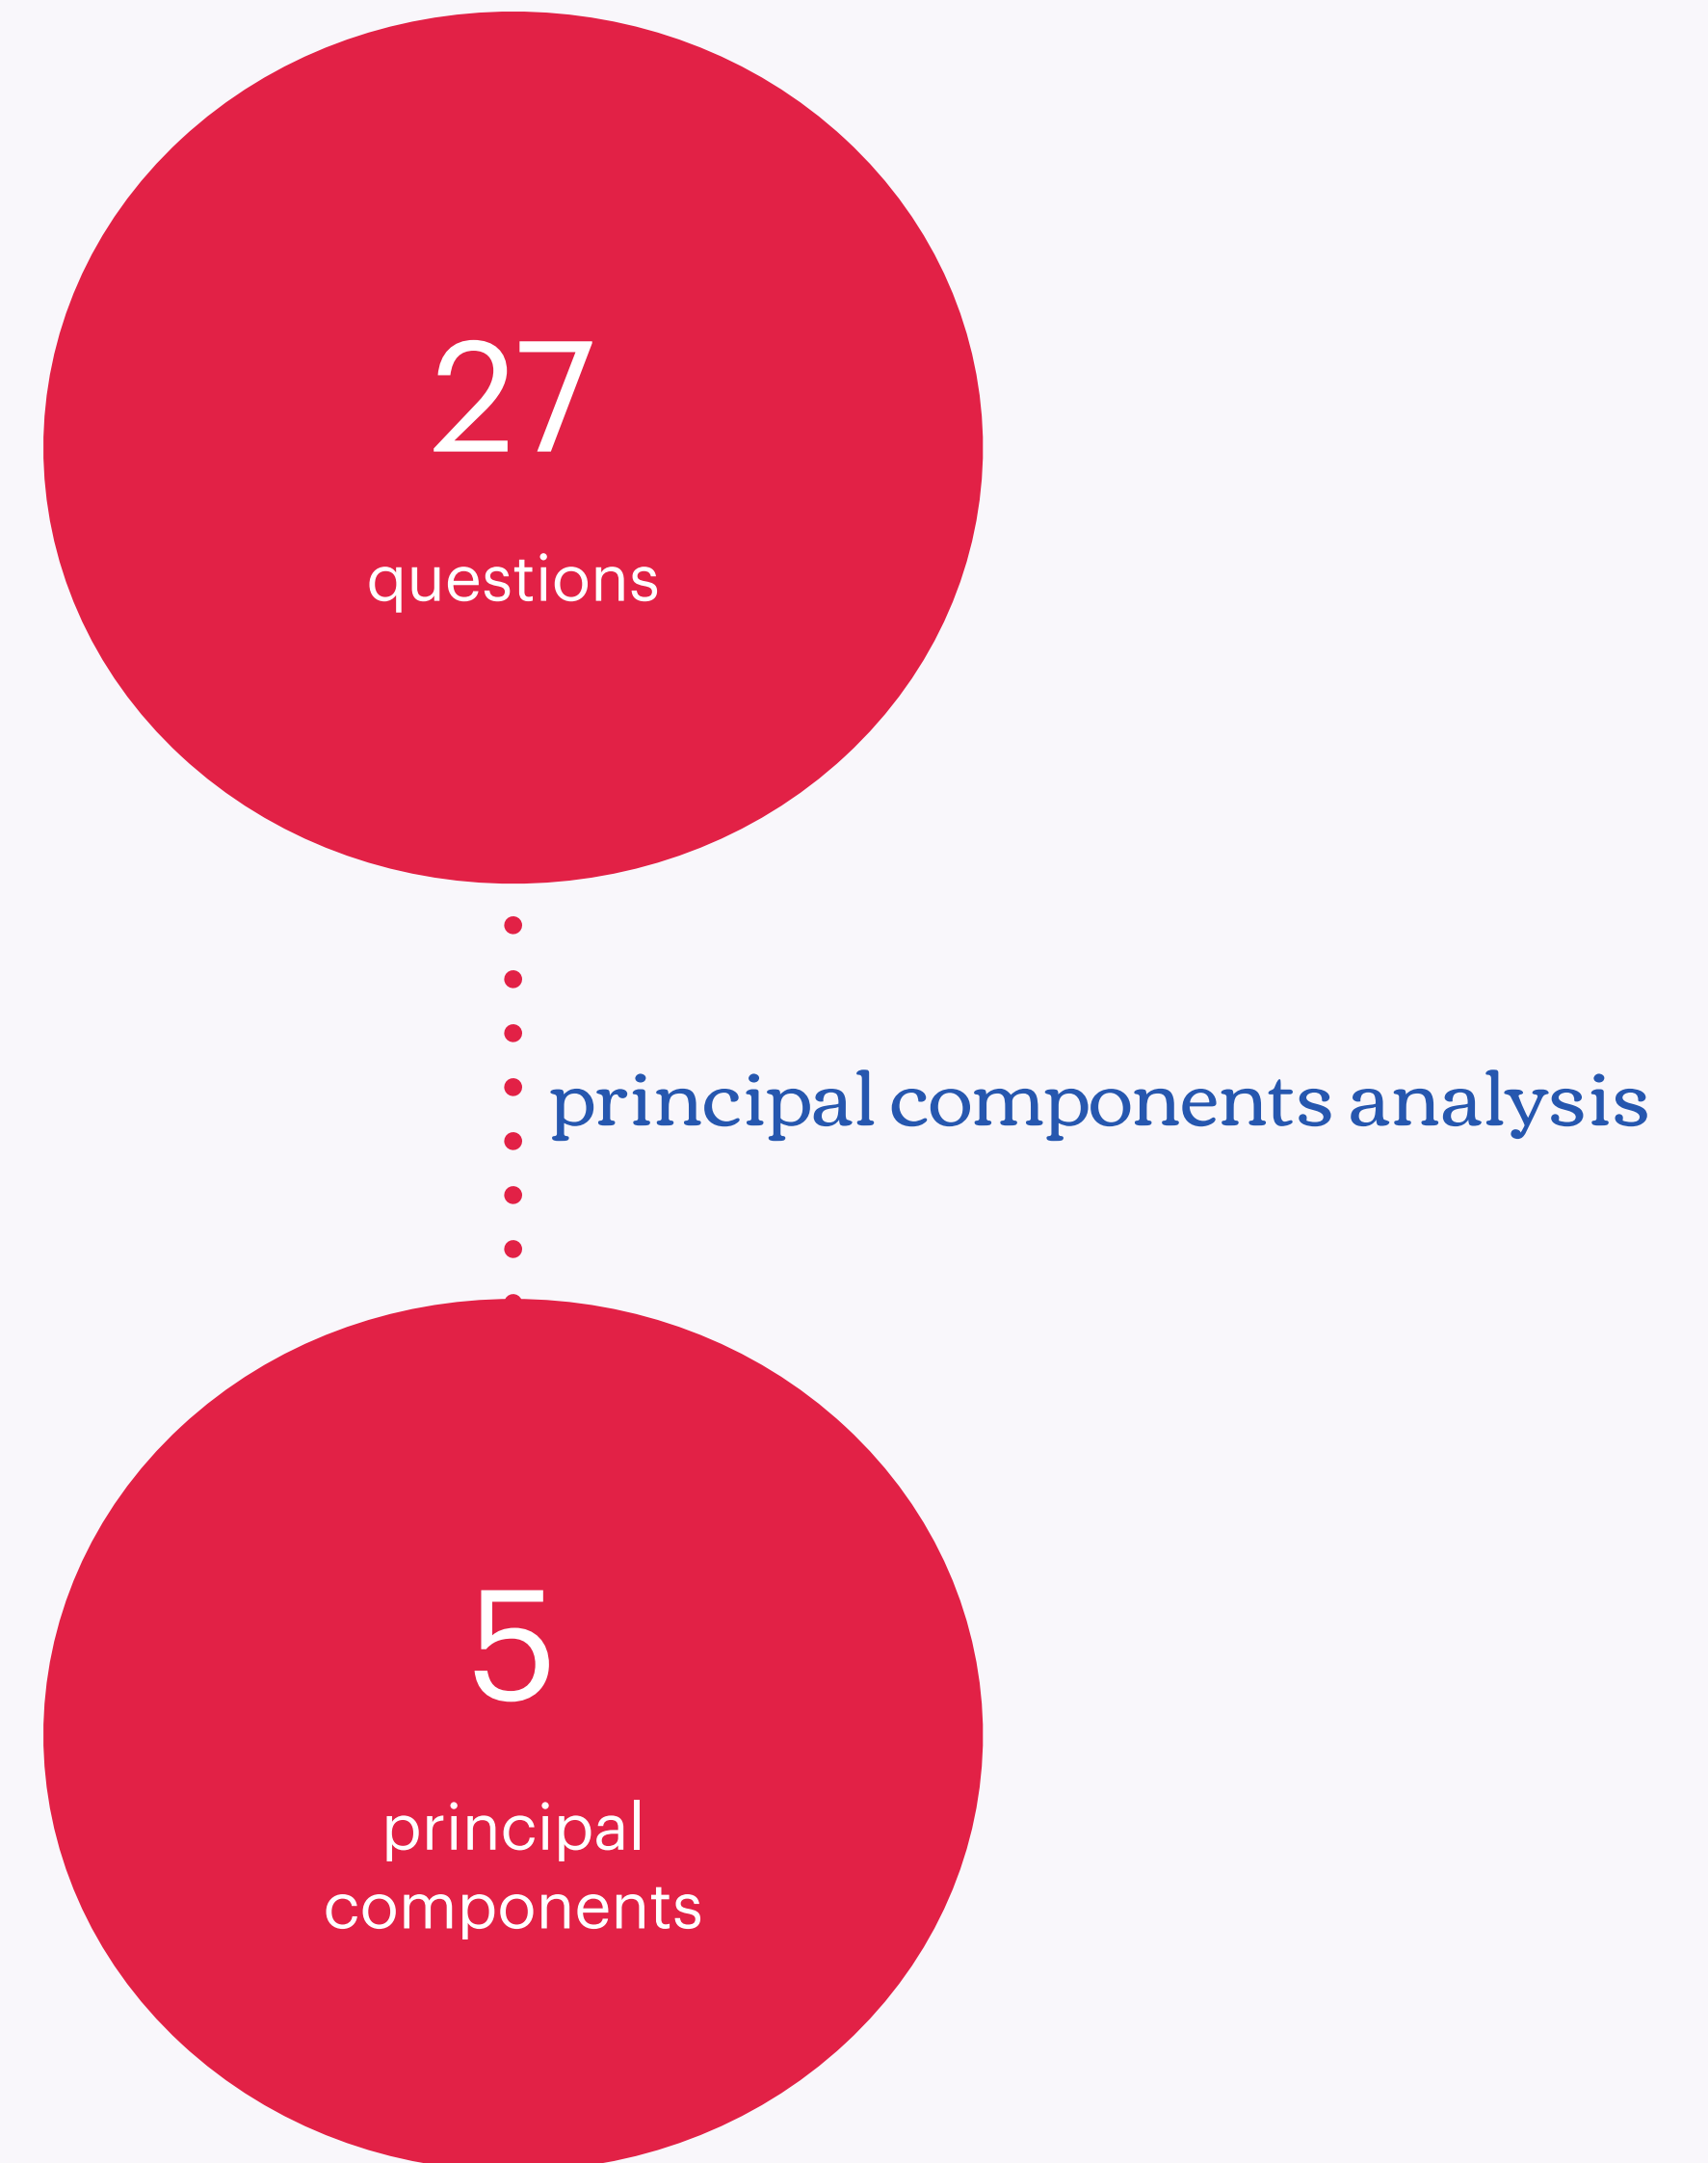 27
questions
principal components analysis
5
principal
components